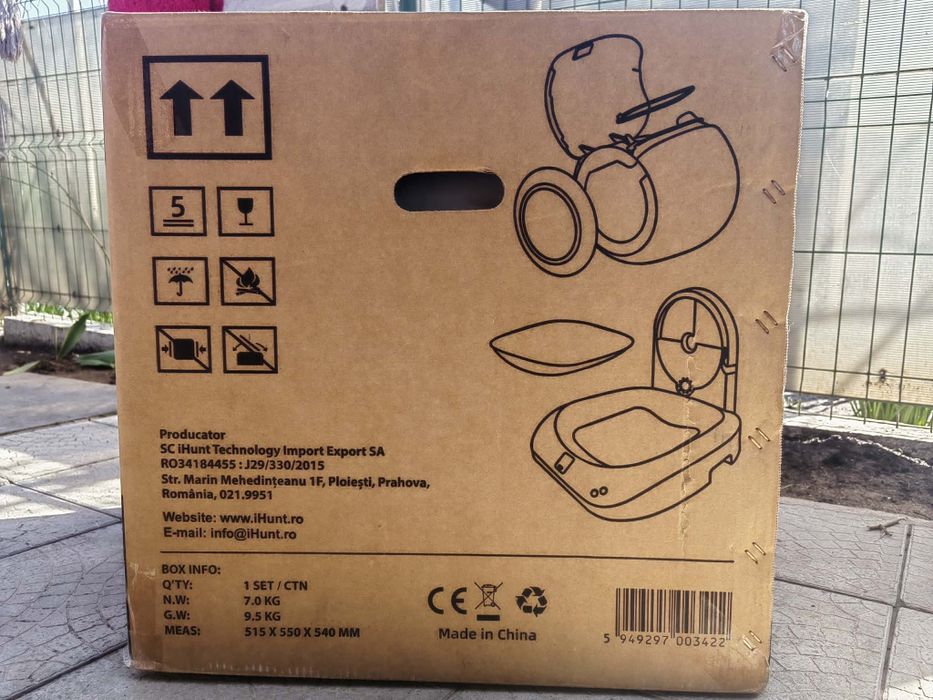 5
Producator
SC iHunt Technology Import Export SA
RO34184455 : J29/330/2015
Str. Marin Mehedințeanu 1F, Ploiești, Prahova,
România, 021.9951
Website: www.iHunt.ro
E-mail: info@iHunt.ro
BOX INFO:
Q'TY: 1 SET / CTN
N.W: 7.0 KG
G.W: 9.5 KG
MEAS: 515 X 550 X 540 MM
CE
Made in China
5 949297 003422